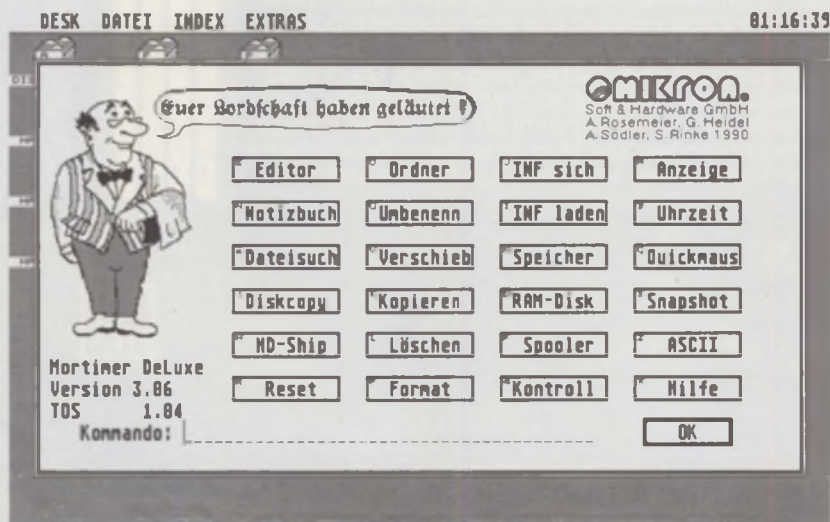 DESK DATEI INDEX EXTRAS 01:16:39
Euer Lordschaft haben geläutet ?
OMIKRON.
Soft & Hardware GmbH
A. Rosemeier, G. Heidel
A. Sodler, S. Rinke 1990
Editor Ordner INF sich Anzeige
Notizbuch Umbenenn INF laden Uhrzeit
Dateisuch Verschieb Speicher Quickmaus
Diskcopy Kopieren RAM-Disk Snapshot
HD-Ship Löschen Spooler ASCII
Reset Format Kontroll Hilfe
Mortimer DeLuxe
Version 3.06
TOS 1.04
Kommando:
OK